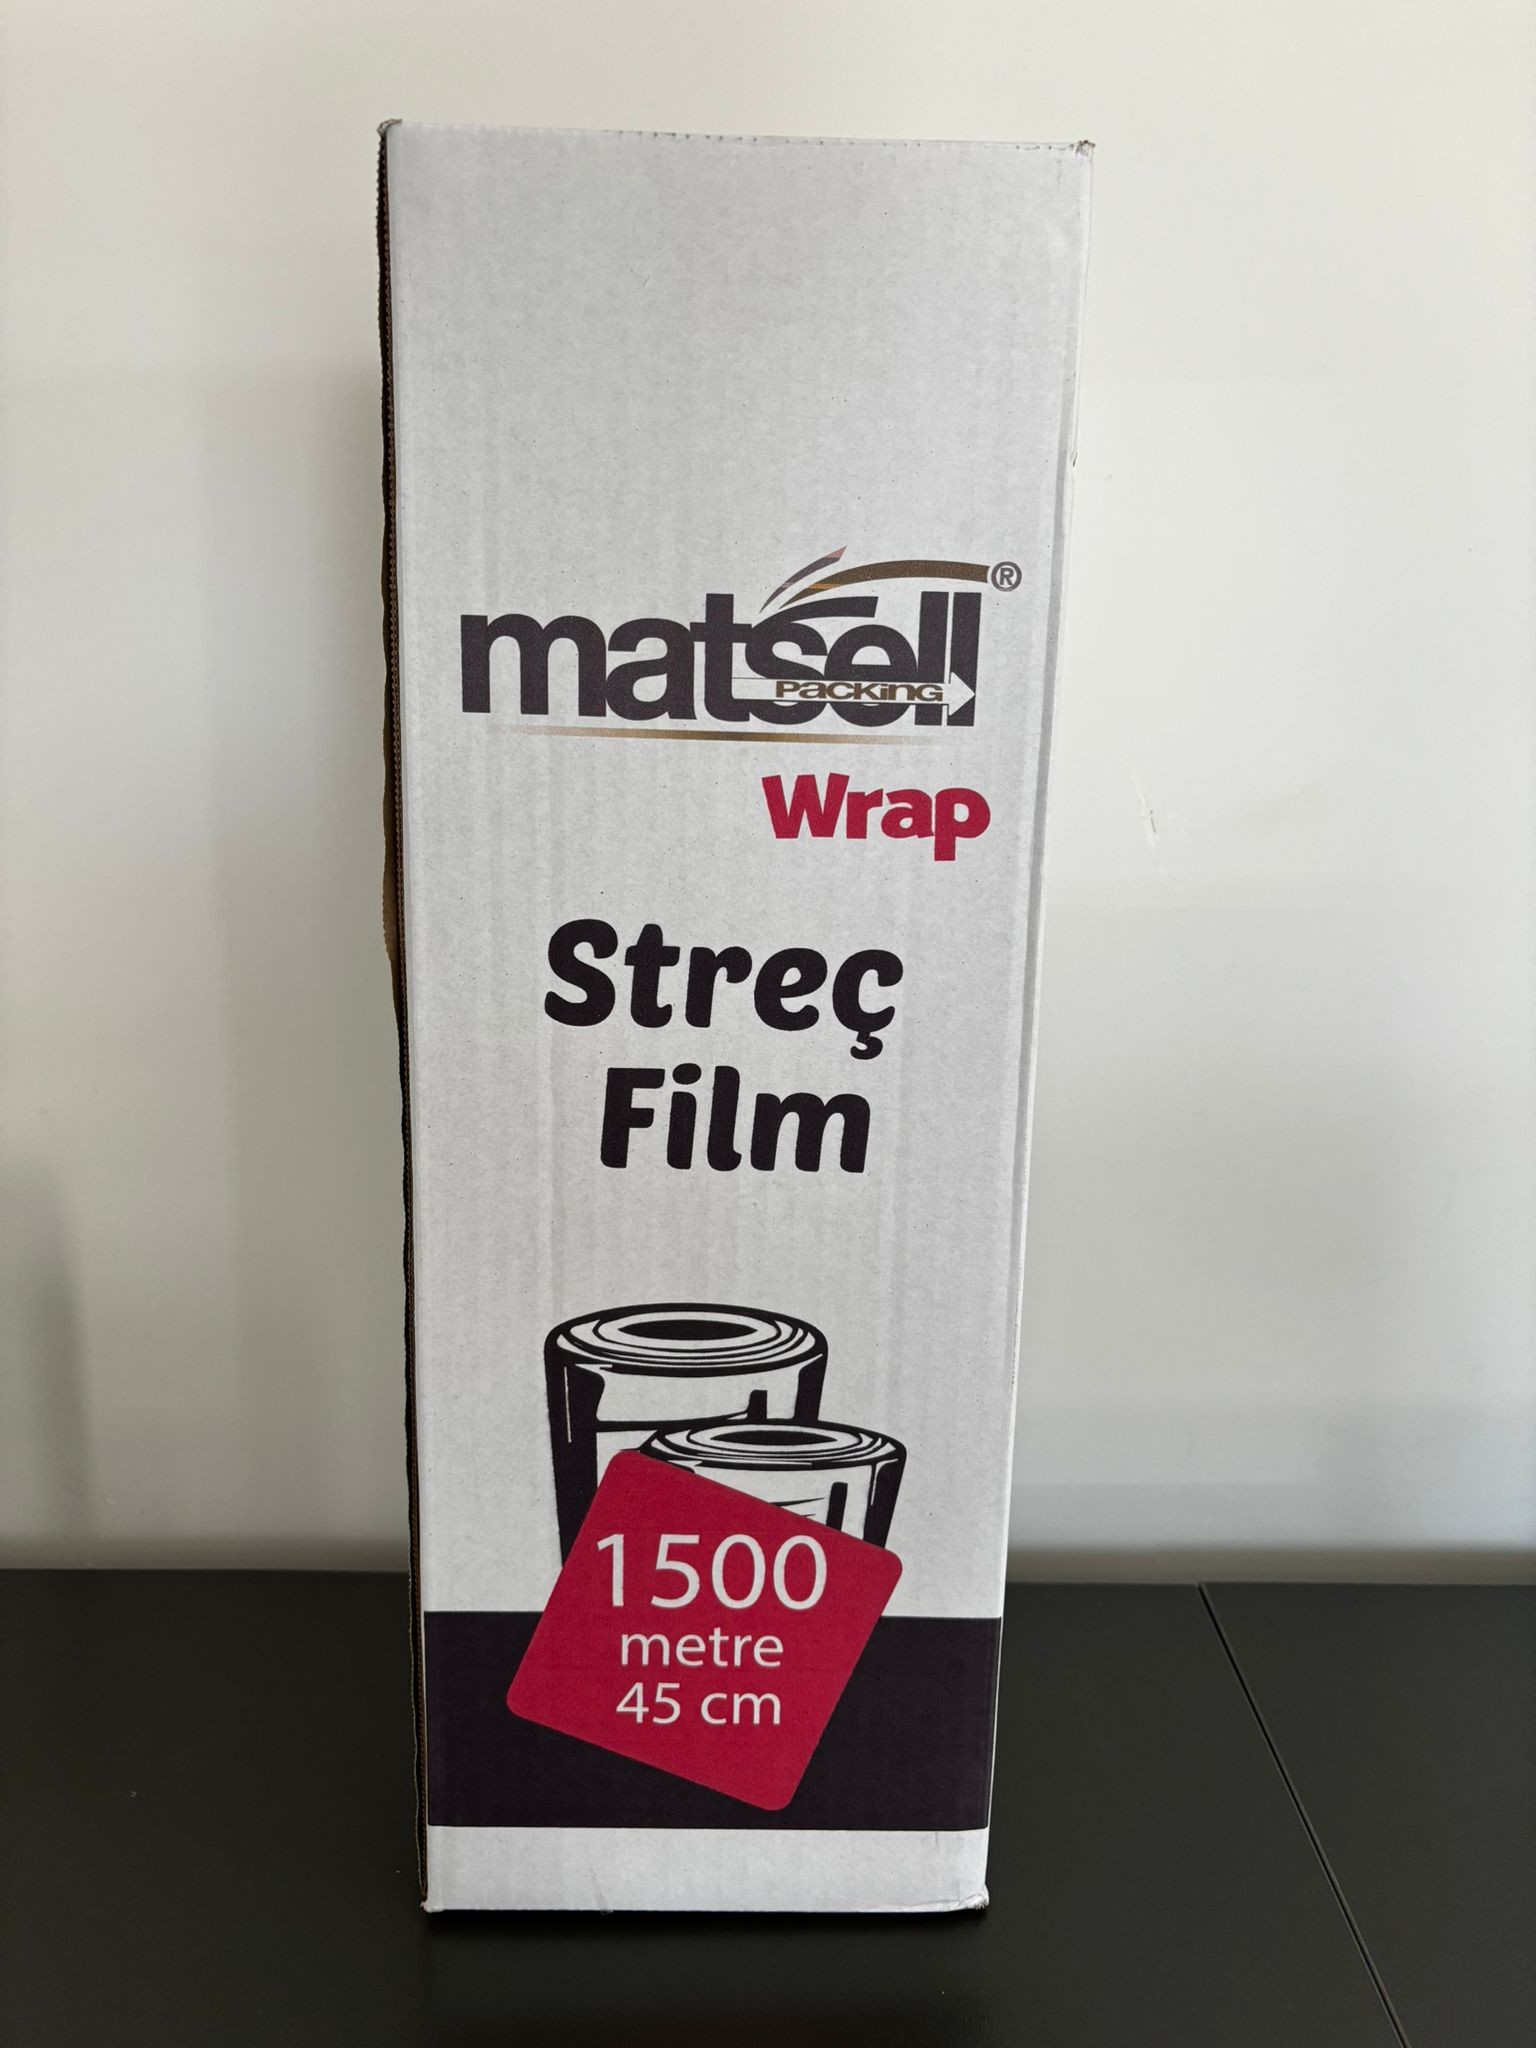 matsell®
Packing
Wrap
Streç
Film
1500
metre
45 cm